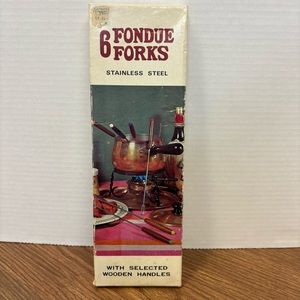 6 FONDUE
FORKS
STAINLESS STEEL
WITH SELECTED
WOODEN HANDLES